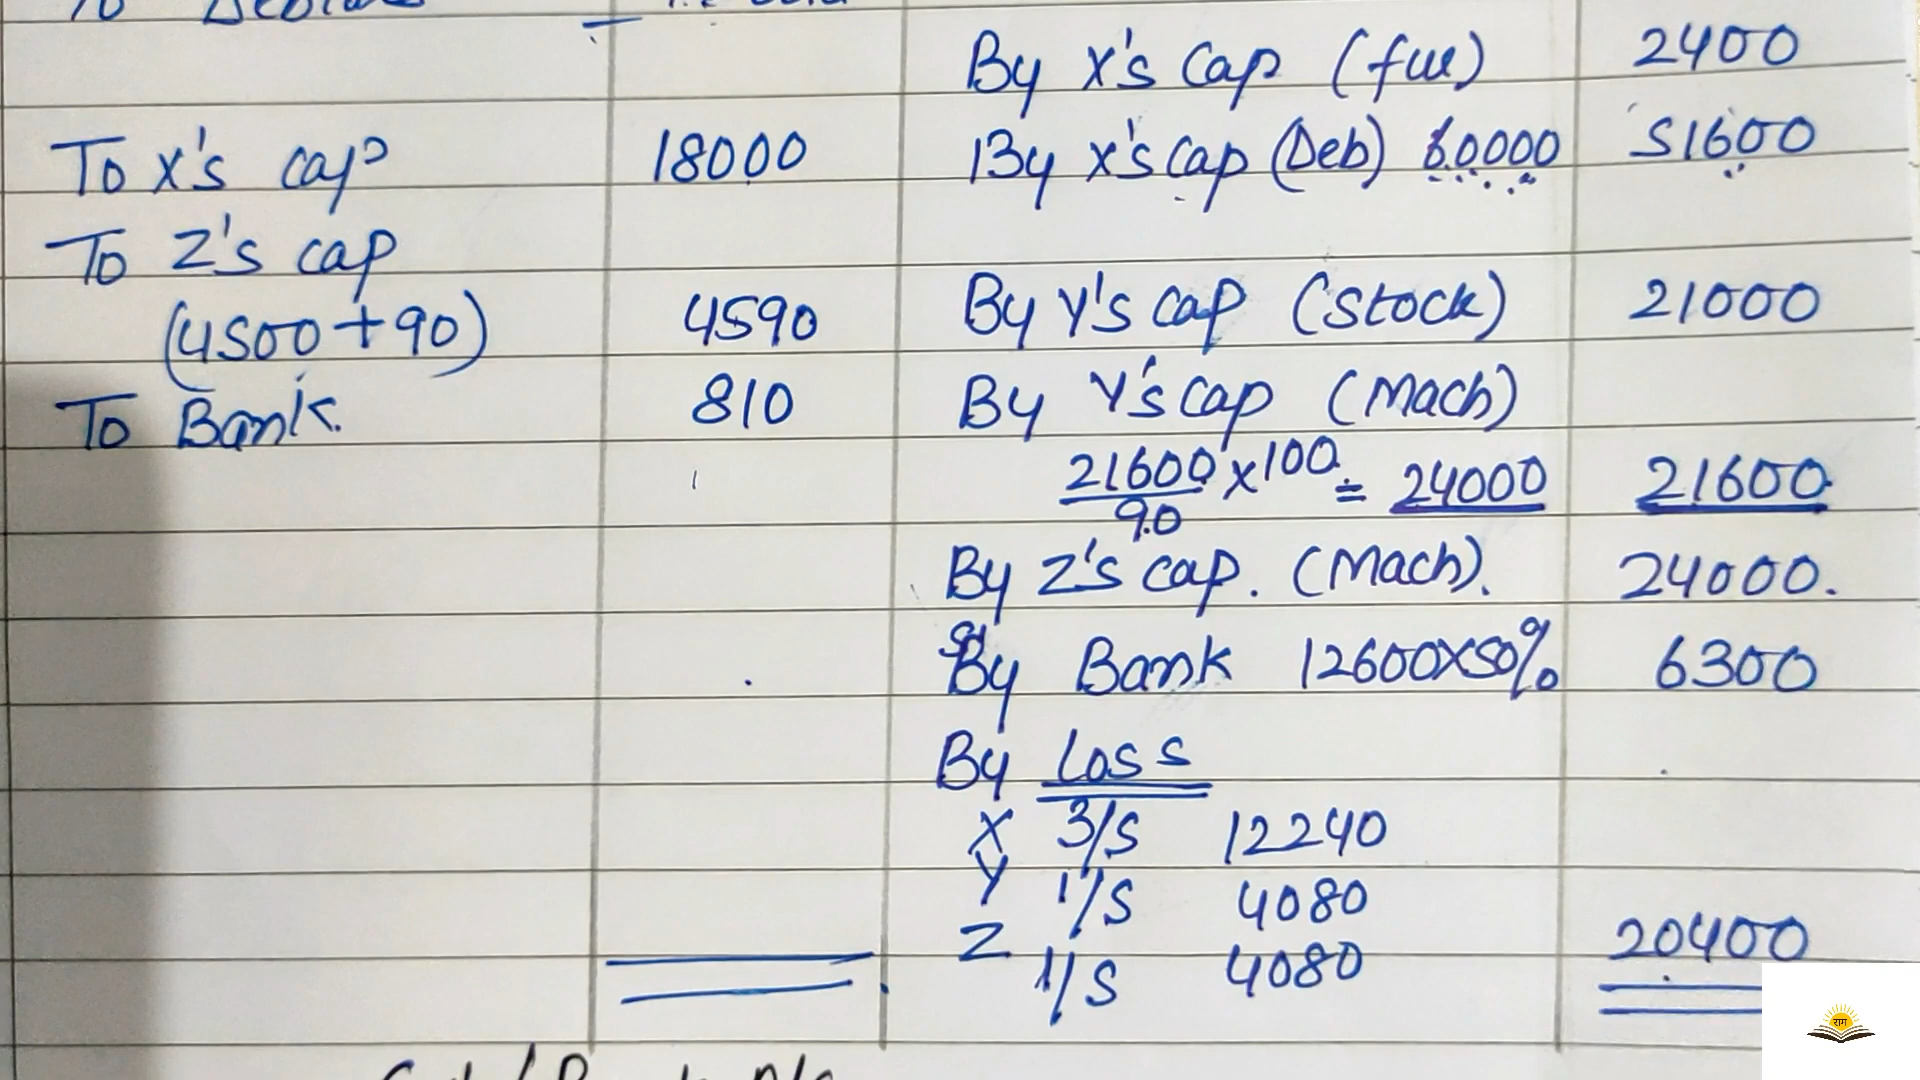 To
By X's Cap (fur) 2400
To X's cap 18000 By X's Cap (Deb) 60000 51600
To Z's cap
(4500+90) 4590 By Y's Cap (Stock) 21000
To Bank. 810 By Y's Cap (Mach)
21600/90 x100 = 24000 21600
By Z's cap. (Mach). 24000.
By Bank 12600x50% 6300
By Loss
X 3/5 12240
Y 1/5 4080
Z 1/5 4080 20400
राग